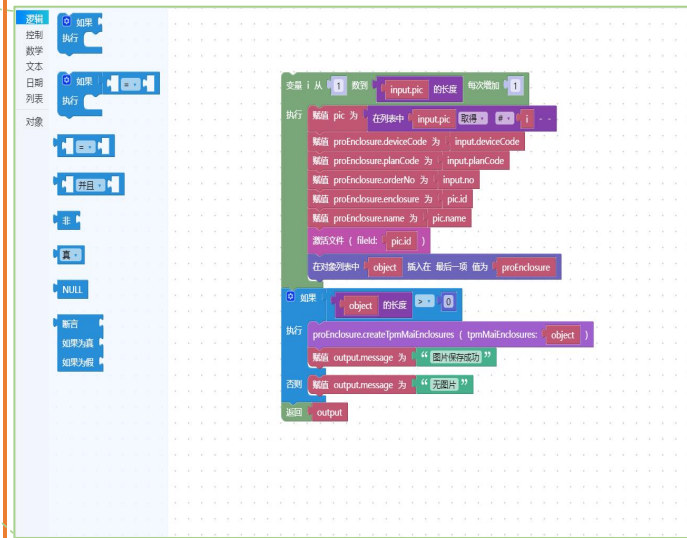 逻辑
控制
数学
文本
日期
列表
对象
如果
执行
如果 =
执行
=
并且
非
真
NULL
断言
如果为真
如果为假
变量 i 从 1 数到 input.pic 的长度 每次增加 1
执行 赋值 pic 为 在列表中 input.pic 取得 # i - -
赋值 proEnclosure.deviceCode 为 input.deviceCode
赋值 proEnclosure.planCode 为 input.planCode
赋值 proEnclosure.orderNo 为 input.no
赋值 proEnclosure.enclosure 为 pic.id
赋值 proEnclosure.name 为 pic.name
激活文件 ( fileId: pic.id )
在对象列表中 object 插入在 最后一项 值为 proEnclosure
如果 object 的长度 > 0
执行 proEnclosure.createTpmMaiEnclosures ( tpmMaiEnclosures: object )
赋值 output.message 为 “ 图片保存成功 ”
否则 赋值 output.message 为 “ 无图片 ”
返回 output